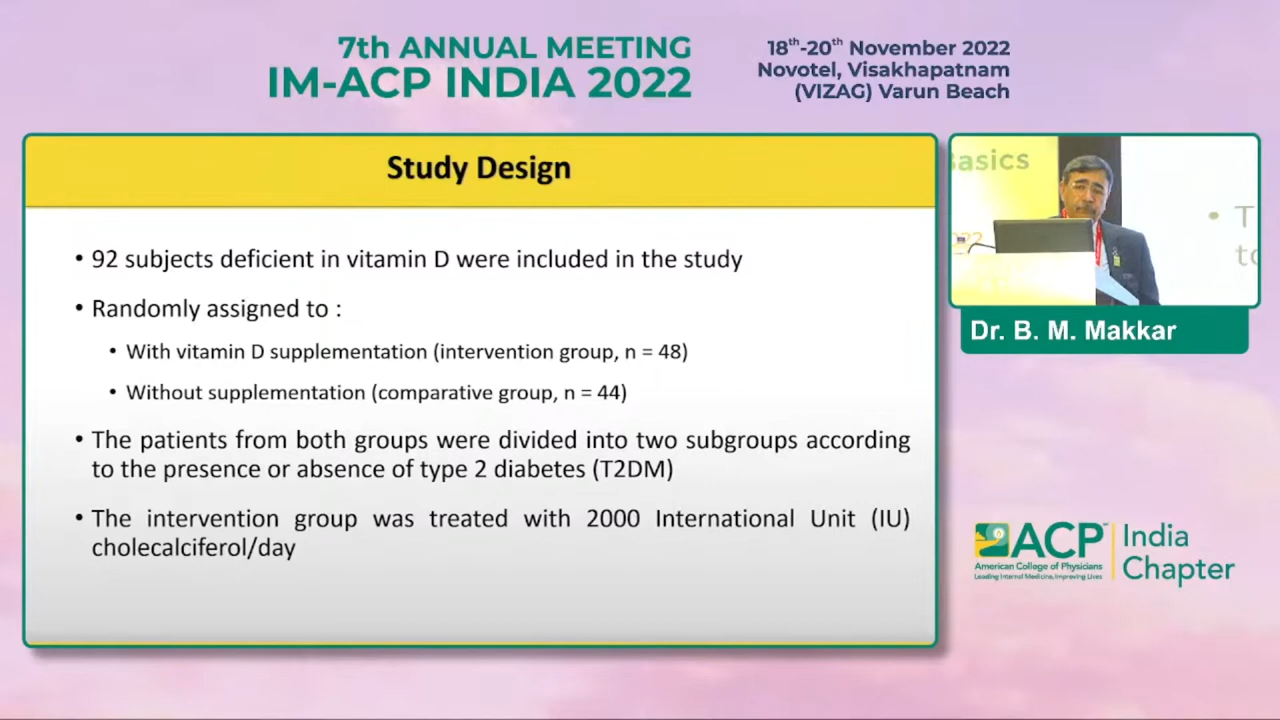 7th ANNUAL MEETING
IM-ACP INDIA 2022
18th-20th November 2022
Novotel, Visakhapatnam
(VIZAG) Varun Beach
Study Design
• 92 subjects deficient in vitamin D were included in the study
• Randomly assigned to :
• With vitamin D supplementation (intervention group, n = 48)
• Without supplementation (comparative group, n = 44)
• The patients from both groups were divided into two subgroups according
to the presence or absence of type 2 diabetes (T2DM)
• The intervention group was treated with 2000 International Unit (IU)
cholecalciferol/day
Dr. B. M. Makkar
ACP™
American College of Physicians
Leading Internal Medicine, Improving Lives
India
Chapter